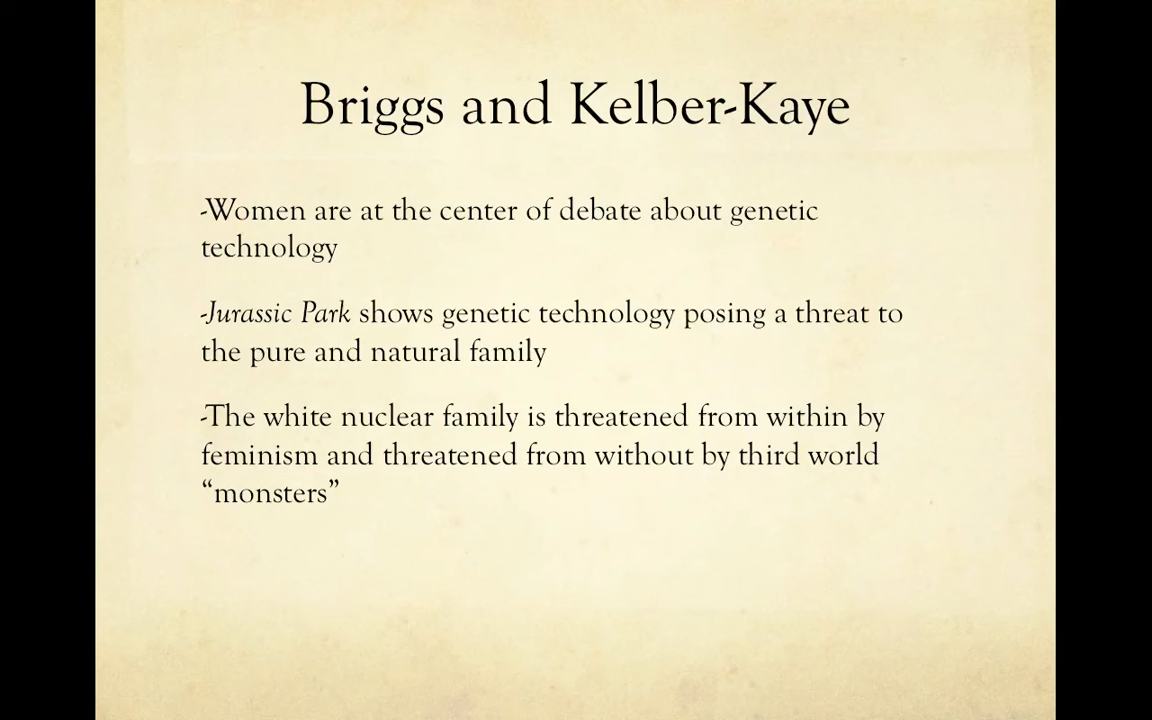 Briggs and Kelber-Kaye
-Women are at the center of debate about genetic
technology
-Jurassic Park shows genetic technology posing a threat to
the pure and natural family
-The white nuclear family is threatened from within by
feminism and threatened from without by third world
“monsters”